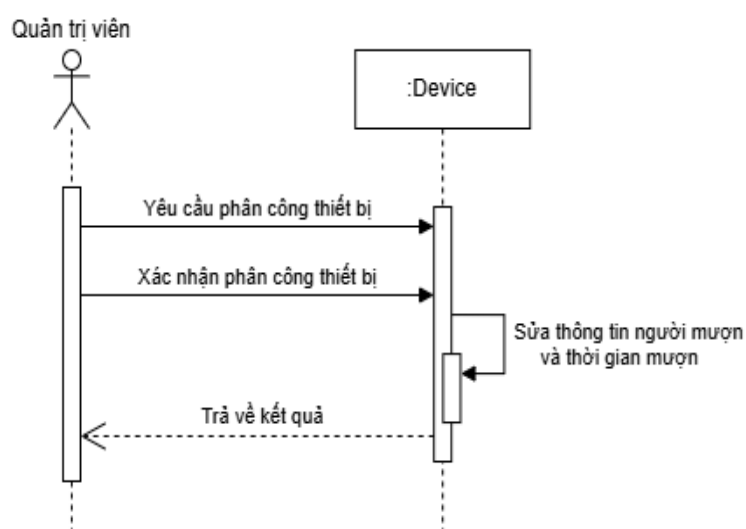 Quản trị viên
:Device
Yêu cầu phân công thiết bị
Xác nhận phân công thiết bị
Sửa thông tin người mượn
và thời gian mượn
Trả về kết quả